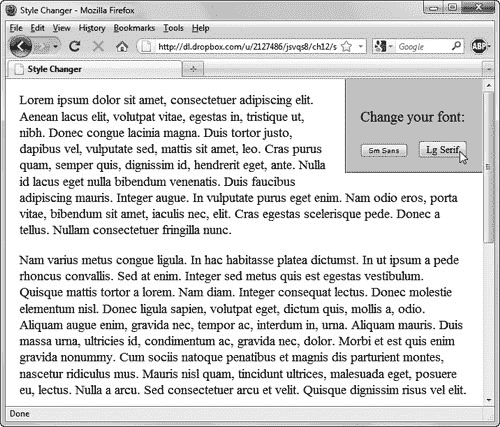 Style Changer - Mozilla Firefox
File Edit View History Bookmarks Tools Help
http://dl.dropbox.com/u/2127486/jsvqs8/ch12/s
Google
ABP
Style Changer
Change your font:
Sm Sans
Lg Serif
Lorem ipsum dolor sit amet, consectetuer adipiscing elit.
Aenean lacus elit, volutpat vitae, egestas in, tristique ut,
nibh. Donec congue lacinia magna. Duis tortor justo,
dapibus vel, vulputate sed, mattis sit amet, leo. Cras purus
quam, semper quis, dignissim id, hendrerit eget, ante. Nulla
id lacus eget nulla bibendum venenatis. Duis faucibus
adipiscing mauris. Integer augue. In vulputate purus eget enim. Nam odio eros, porta
vitae, bibendum sit amet, iaculis nec, elit. Cras egestas scelerisque pede. Donec a
tellus. Nullam consectetuer fringilla nunc.
Nam varius metus congue ligula. In hac habitasse platea dictumst. In ut ipsum a pede
rhoncus convallis. Sed at enim. Integer sed metus quis est egestas vestibulum.
Quisque mattis tortor a lorem. Nam diam. Integer consequat lectus. Donec molestie
elementum nisl. Donec ligula sapien, volutpat eget, dictum quis, mollis a, odio.
Aliquam augue enim, gravida nec, tempor ac, interdum in, urna. Aliquam mauris. Duis
massa urna, ultricies id, condimentum ac, gravida nec, dolor. Morbi et est quis enim
gravida nonummy. Cum sociis natoque penatibus et magnis dis parturient montes,
nascetur ridiculus mus. Mauris nisl quam, tincidunt ultrices, malesuada eget, posuere
eu, lectus. Nulla a arcu. Sed consectetuer arcu et velit. Quisque dignissim risus vel elit.
Done